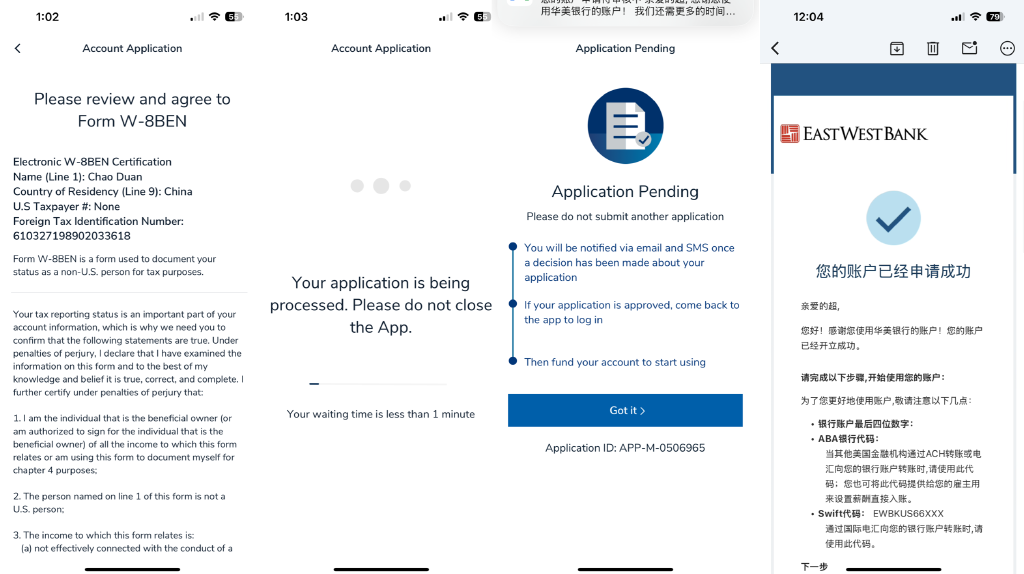 1:02
5
Account Application
Please review and agree to
Form W-8BEN
Electronic W-8BEN Certification
Name (Line 1): Chao Duan
Country of Residency (Line 9): China
U.S Taxpayer #: None
Foreign Tax Identification Number:
610327198902033618
Form W-8BEN is a form used to document your
status as a non-U.S. person for tax purposes.
Your tax reporting status is an important part of your
account information, which is why we need you to
confirm that the following statements are true. Under
penalties of perjury, I declare that I have examined the
information on this form and to the best of my
knowledge and belief it is true, correct, and complete. I
further certify under penalties of perjury that:
1. I am the individual that is the beneficial owner (or
am authorized to sign for the individual that is the
beneficial owner) of all the income to which this form
relates or am using this form to document myself for
chapter 4 purposes;
2. The person named on line 1 of this form is not a
U.S. person;
3. The income to which this form relates is:
(a) not effectively connected with the conduct of a
1:03
5
Account Application
Your application is being
processed. Please do not close
the App.
Your waiting time is less than 1 minute
用华美银行的账户！ 我们还需更多的时间...
Application Pending
Application Pending
Please do not submit another application
You will be notified via email and SMS once
a decision has been made about your
application
If your application is approved, come back to
the app to log in
Then fund your account to start using
Got it >
Application ID: APP-M-0506965
12:04
79
EASTWEST BANK
您的账户已经申请成功
亲爱的超,
您好！感谢您使用华美银行的账户！您的账户
已经开立成功。
请完成以下步骤,开始使用您的账户：
为了您更好地使用账户,敬请注意以下几点：
• 银行账户最后四位数字：
• ABA银行代码：
当其他美国金融机构通过ACH转账或电
汇向您的银行账户转账时,请使用此代
码；您也可将此代码提供给您的雇主用
来设置薪酬直接入账。
• Swift代码： EWBKUS66XXX
通过国际电汇向您的银行账户转账时,请
使用此代码。
下一步